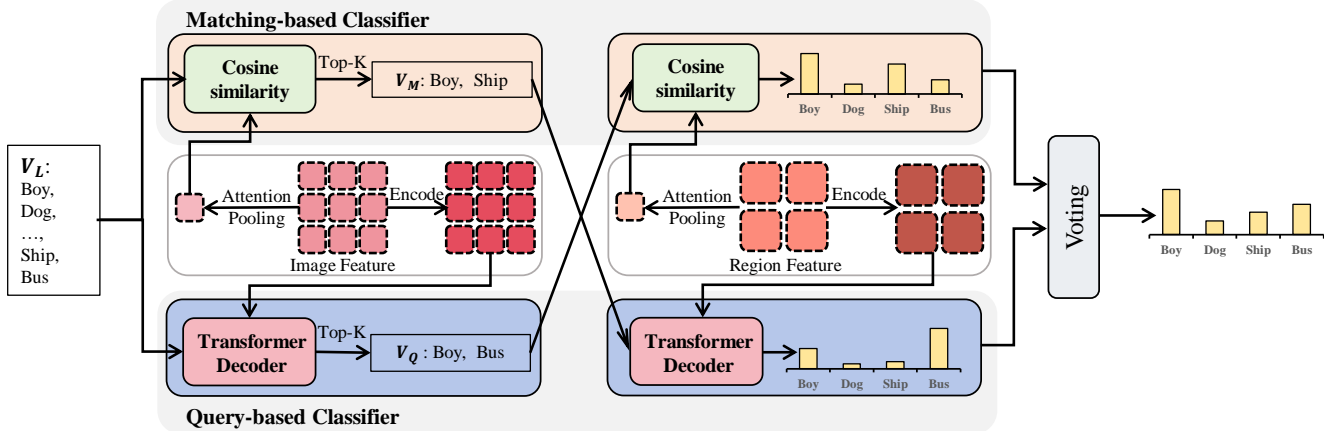 Matching-based Classifier
Cosine
similarity
Top-K
V_M: Boy, Ship
Cosine
similarity
Boy Dog Ship Bus
V_L:
Boy,
Dog,
...,
Ship,
Bus
Attention
Pooling
Encode
Image Feature
Attention
Pooling
Encode
Region Feature
Voting
Boy Dog Ship Bus
Transformer
Decoder
Top-K
V_Q : Boy, Bus
Transformer
Decoder
Boy Dog Ship Bus
Query-based Classifier